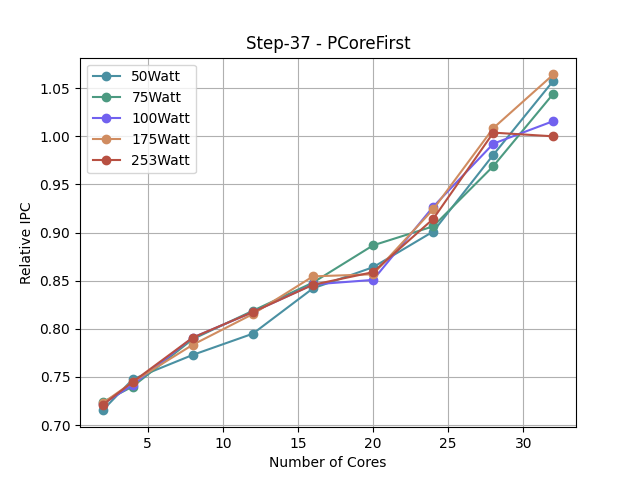 Step-37 - PCoreFirst
50Watt
75Watt
100Watt
175Watt
253Watt
Relative IPC
1.05
1.00
0.95
0.90
0.85
0.80
0.75
0.70
5 10 15 20 25 30
Number of Cores